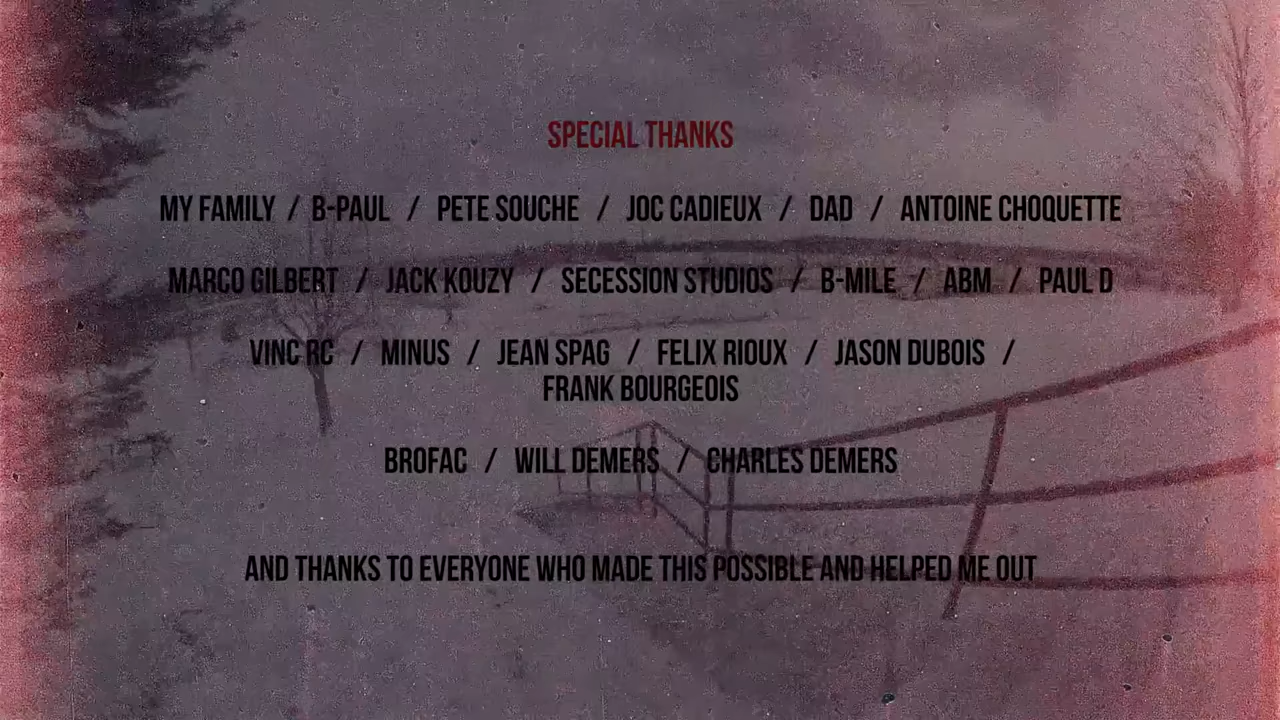 SPECIAL THANKS
MY FAMILY / B-PAUL / PETE SOUCHE / JOC CADIEUX / DAD / ANTOINE CHOQUETTE
MARCO GILBERT / JACK KOUZY / SECESSION STUDIOS / B-MILE / ABM / PAUL D
VINC RC / MINUS / JEAN SPAG / FELIX RIOUX / JASON DUBOIS /
FRANK BOURGEOIS
BROFAC / WILL DEMERS / CHARLES DEMERS
AND THANKS TO EVERYONE WHO MADE THIS POSSIBLE AND HELPED ME OUT